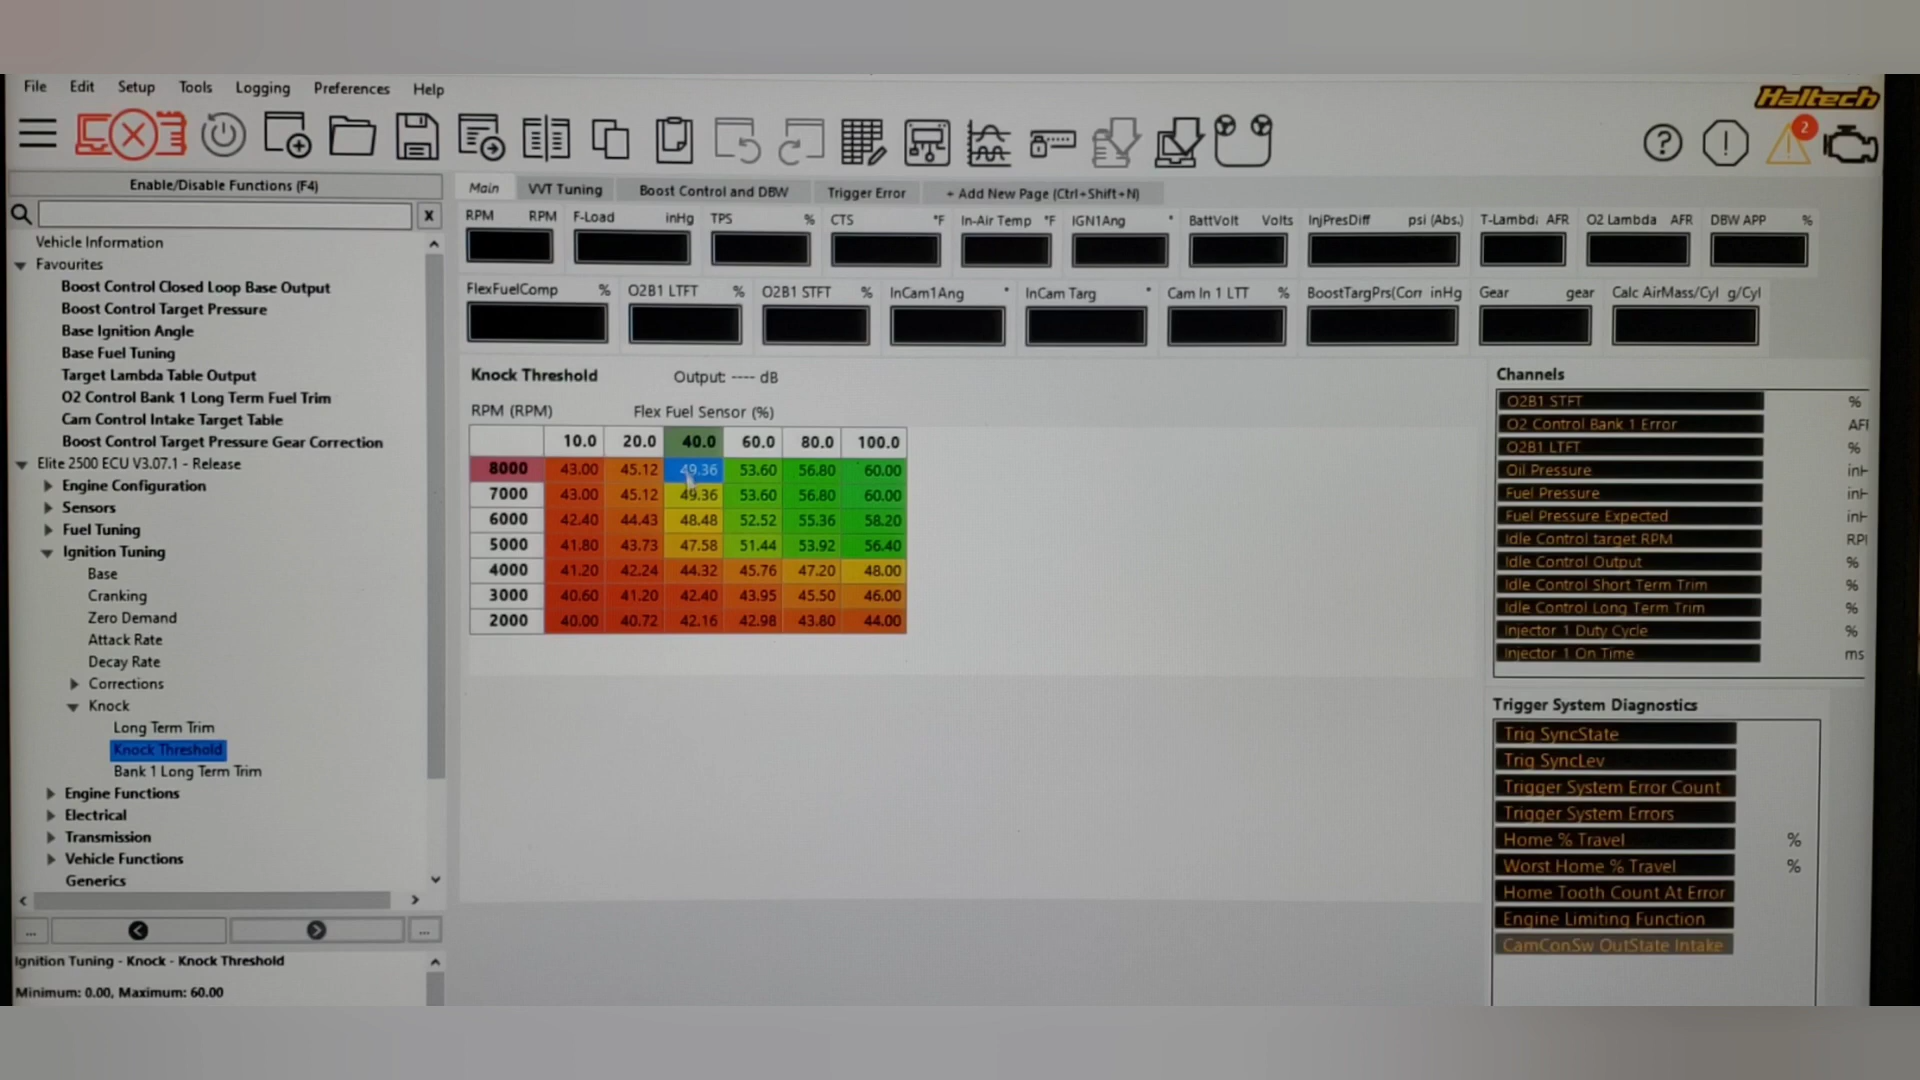 File Edit Setup Tools Logging Preferences Help
Haltech
2
Enable/Disable Functions (F4)
X
Vehicle Information
Favourites
Boost Control Closed Loop Base Output
Boost Control Target Pressure
Base Ignition Angle
Base Fuel Tuning
Target Lambda Table Output
O2 Control Bank 1 Long Term Fuel Trim
Cam Control Intake Target Table
Boost Control Target Pressure Gear Correction
Elite 2500 ECU V3.07.1 - Release
Engine Configuration
Sensors
Fuel Tuning
Ignition Tuning
Base
Cranking
Zero Demand
Attack Rate
Decay Rate
Corrections
Knock
Long Term Trim
Knock Threshold
Bank 1 Long Term Trim
Engine Functions
Electrical
Transmission
Vehicle Functions
Generics
... ...
Ignition Tuning - Knock - Knock Threshold
Minimum: 0.00, Maximum: 60.00
Main VVT Tuning Boost Control and DBW Trigger Error + Add New Page (Ctrl+Shift+N)
RPM RPM F-Load inHg TPS % CTS °F In-Air Temp °F IGN1Ang ° BattVolt Volts InjPresDiff psi (Abs.) T-Lambd AFR O2 Lambda AFR DBW APP %
FlexFuelComp % O2B1 LTFT % O2B1 STFT % InCam1Ang ° InCam Targ ° Cam In 1 LTT % BoostTargPrs(Corr inHg Gear gear Calc AirMass/Cyl g/Cyl
Knock Threshold Output: ---- dB
RPM (RPM) Flex Fuel Sensor (%)
10.0 20.0 40.0 60.0 80.0 100.0
8000 43.00 45.12 49.36 53.60 56.80 60.00
7000 43.00 45.12 49.36 53.60 56.80 60.00
6000 42.40 44.43 48.48 52.52 55.36 58.20
5000 41.80 43.73 47.58 51.44 53.92 56.40
4000 41.20 42.24 44.32 45.76 47.20 48.00
3000 40.60 41.20 42.40 43.95 45.50 46.00
2000 40.00 40.72 42.16 42.98 43.80 44.00
Channels
O2B1 STFT %
O2 Control Bank 1 Error AFR
O2B1 LTFT %
Oil Pressure inH
Fuel Pressure inH
Fuel Pressure Expected inH
Idle Control target RPM RPM
Idle Control Output %
Idle Control Short Term Trim %
Idle Control Long Term Trim %
Injector 1 Duty Cycle %
Injector 1 On Time ms
Trigger System Diagnostics
Trig SyncState
Trig SyncLev
Trigger System Error Count
Trigger System Errors
Home % Travel %
Worst Home % Travel %
Home Tooth Count At Error
Engine Limiting Function
CamConSw OutState Intake